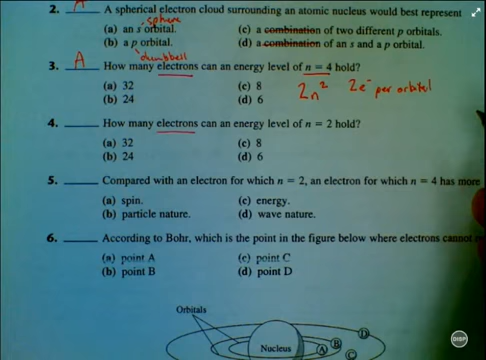 A
2. A spherical electron cloud surrounding an atomic nucleus would best represent
sphere
(a) an s orbital. (c) a combination of two different p orbitals.
(b) a p orbital. (d) a combination of an s and a p orbital.
dumbbell
3. A How many electrons can an energy level of n = 4 hold?
(a) 32 (c) 8
(b) 24 (d) 6
2n² 2e⁻ per orbital
4. How many electrons can an energy level of n = 2 hold?
(a) 32 (c) 8
(b) 24 (d) 6
5. Compared with an electron for which n = 2, an electron for which n = 4 has more
(a) spin. (c) energy.
(b) particle nature. (d) wave nature.
6. According to Bohr, which is the point in the figure below where electrons cannot
(a) point A (c) point C
(b) point B (d) point D
Orbitals
D
B
Nucleus A
C
DISP